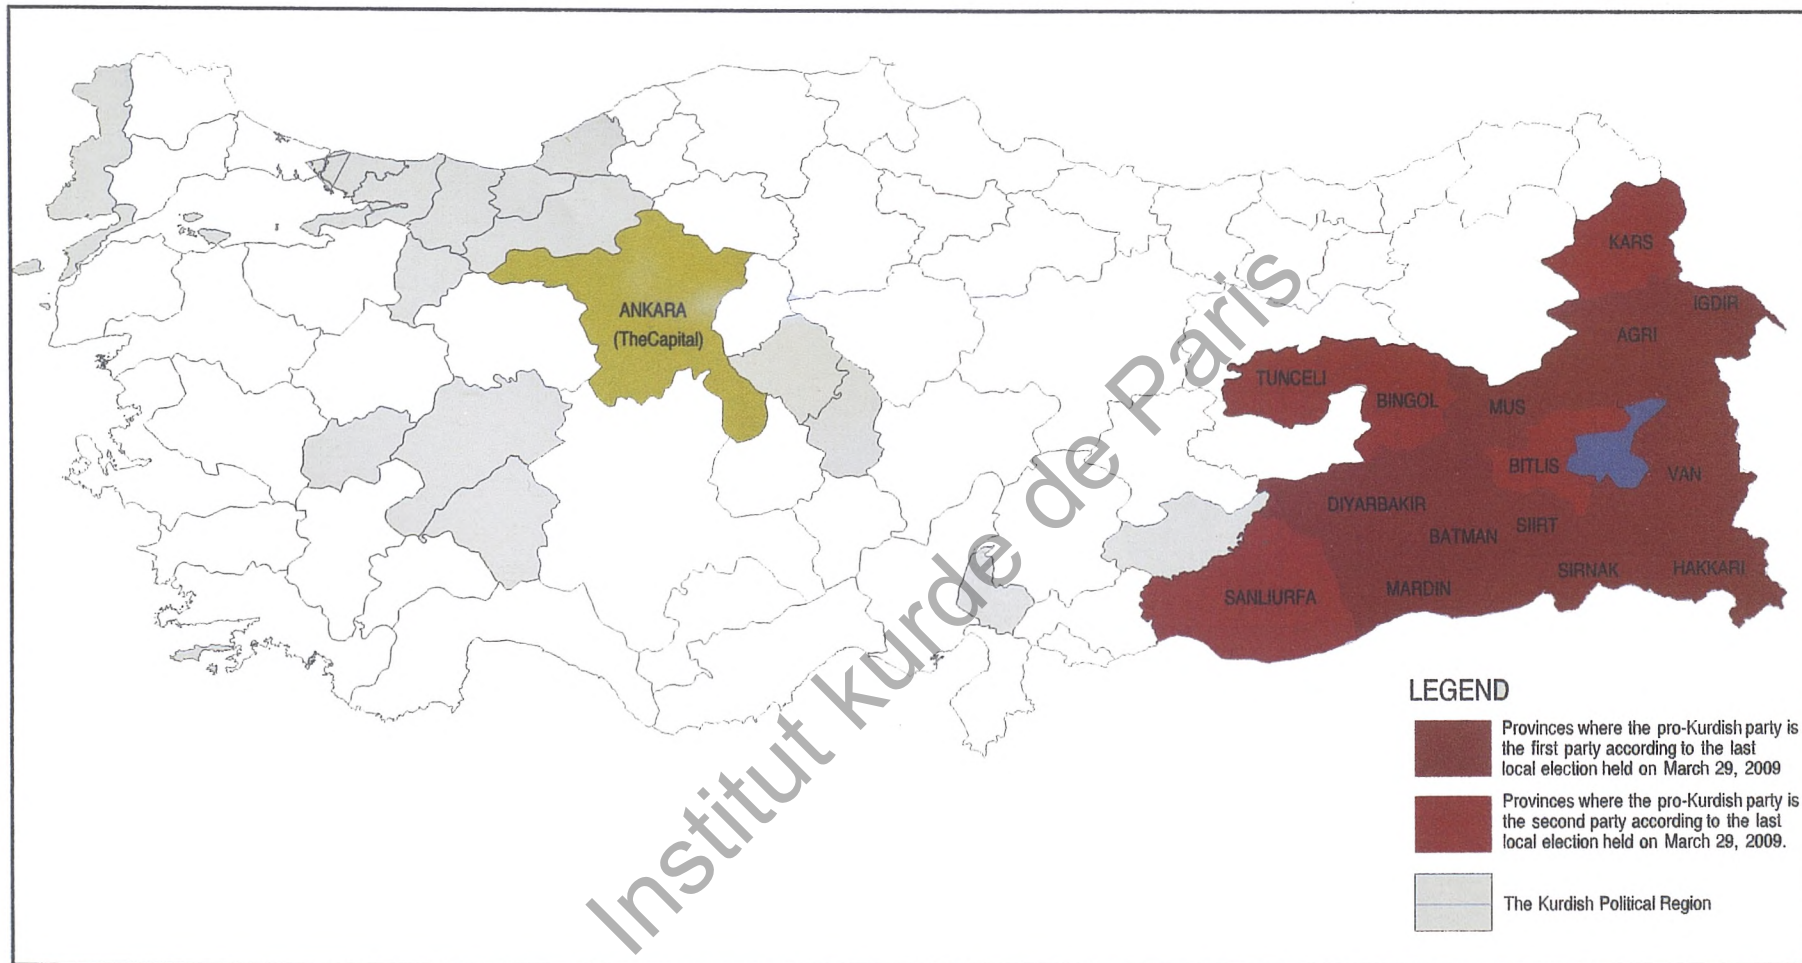 KARS
IGDIR
ANKARA
(TheCapital)
AGRI
TUNCELI
BINGOL
MUS
BITLIS
VAN
DIYARBAKIR
SIIRT
BATMAN
SIRNAK
HAKKARI
SANLIURFA
MARDIN
Institut kurde de Paris
LEGEND
Provinces where the pro-Kurdish party is
the first party according to the last
local election held on March 29, 2009
Provinces where the pro-Kurdish party is
the second party according to the last
local election held on March 29, 2009.
The Kurdish Political Region